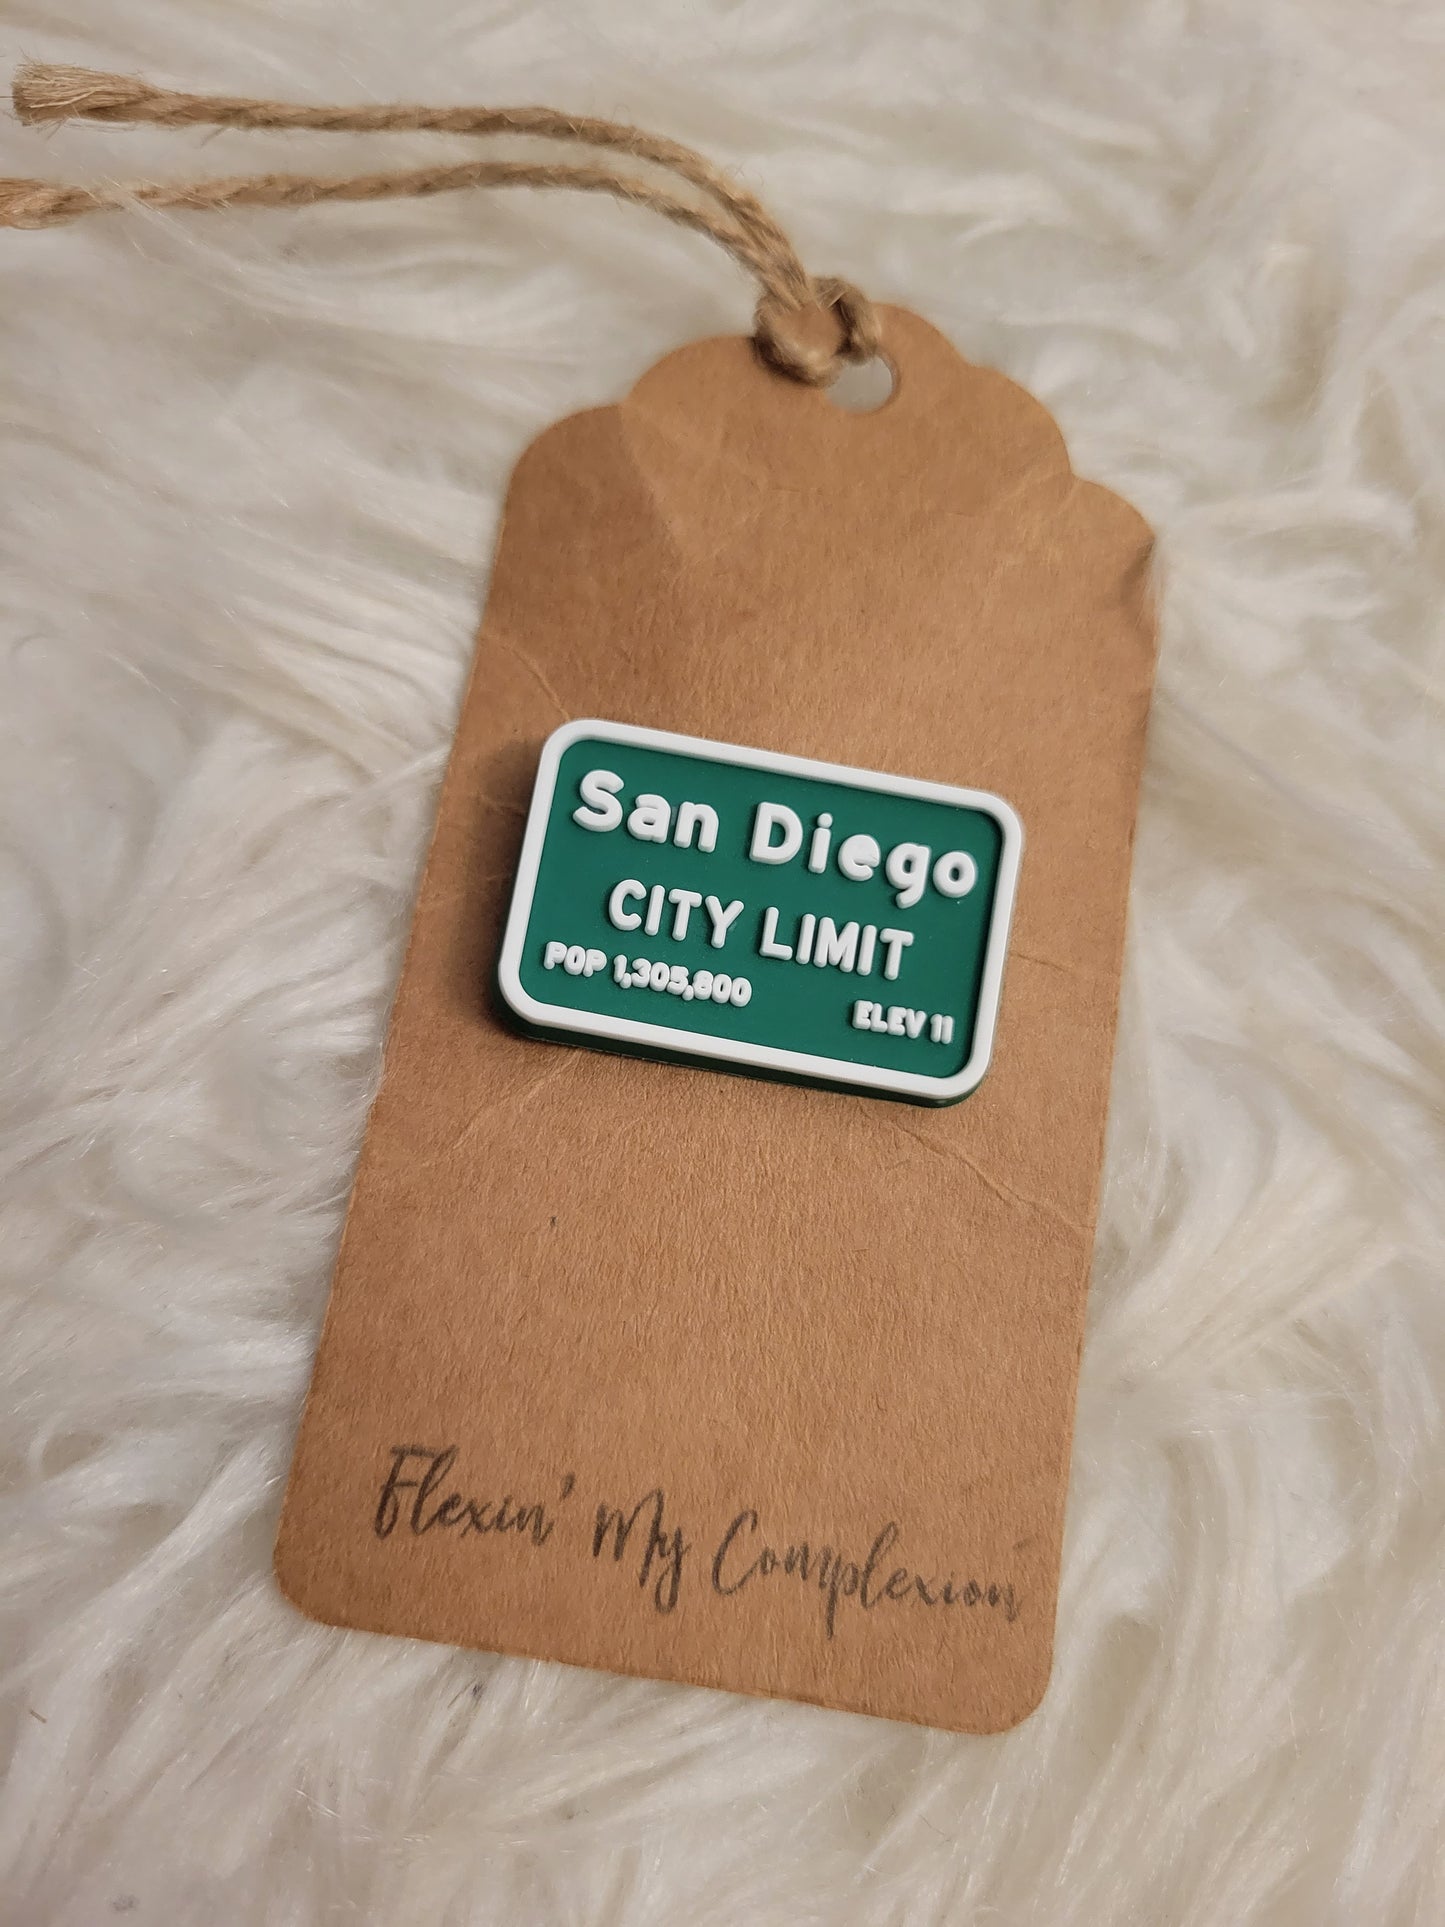 San Diego
CITY LIMIT
POP 1,305,800 ELEV 11
Flexin' My Complexion